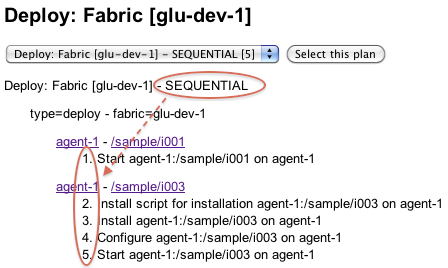 Deploy: Fabric [glu-dev-1]
Deploy: Fabric [glu-dev-1] - SEQUENTIAL [5] Select this plan
Deploy: Fabric [glu-dev-1] - SEQUENTIAL
type=deploy - fabric=glu-dev-1
agent-1 - /sample/i001
1. Start agent-1:/sample/i001 on agent-1
agent-1 - /sample/i003
2. Install script for installation agent-1:/sample/i003 on agent-1
3. Install agent-1:/sample/i003 on agent-1
4. Configure agent-1:/sample/i003 on agent-1
5. Start agent-1:/sample/i003 on agent-1